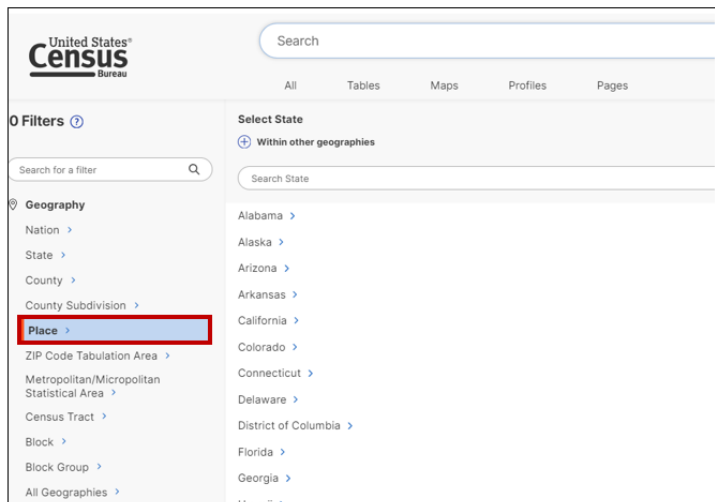 United States®
Census
Bureau
Search
All Tables Maps Profiles Pages
0 Filters ?
Search for a filter
Geography
Nation >
State >
County >
County Subdivision >
Place >
ZIP Code Tabulation Area >
Metropolitan/Micropolitan
Statistical Area >
Census Tract >
Block >
Block Group >
All Geographies >
Select State
Within other geographies
Search State
Alabama >
Alaska >
Arizona >
Arkansas >
California >
Colorado >
Connecticut >
Delaware >
District of Columbia >
Florida >
Georgia >